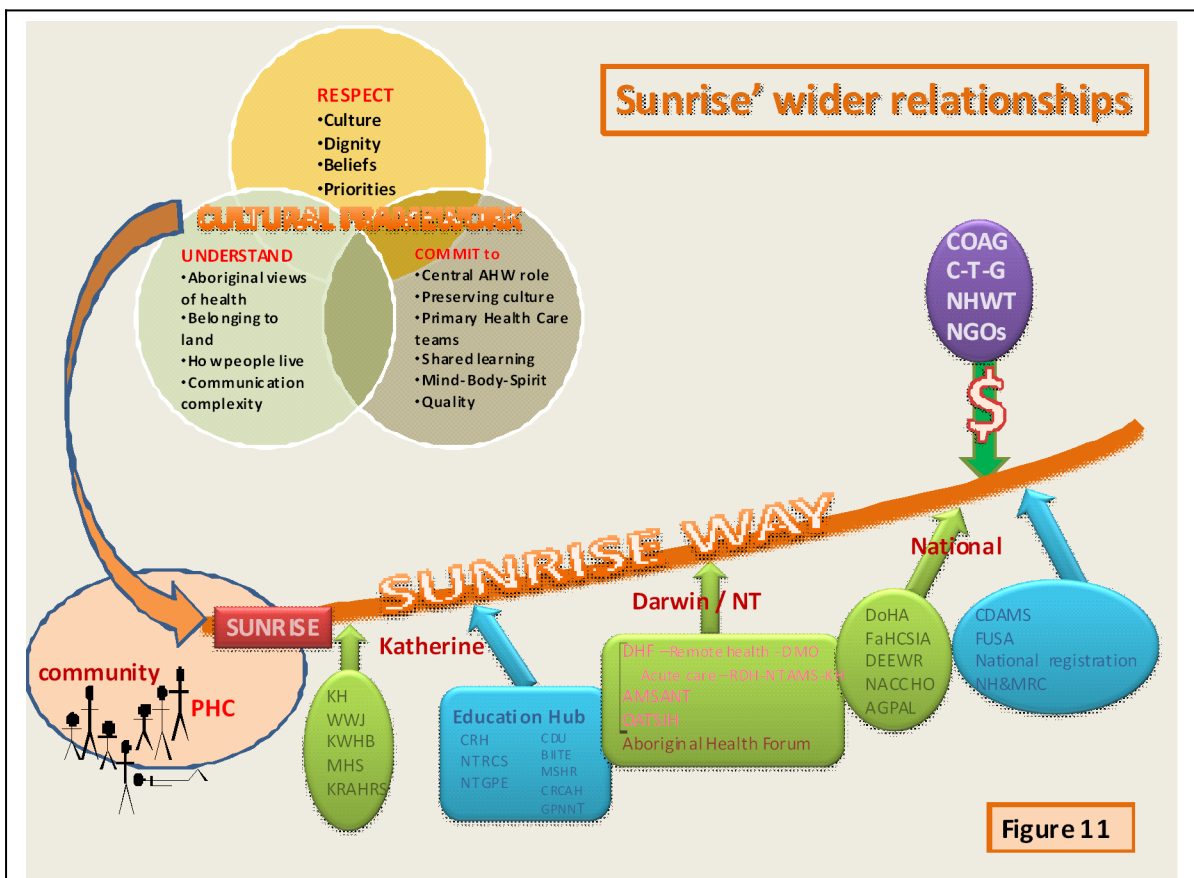 Sunrise’ wider relationships
RESPECT
•Culture
•Dignity
•Beliefs
•Priorities
CULTURAL FRAMEWORK
UNDERSTAND
•Aboriginal views
of health
•Belonging to
land
•How people live
•Communication
complexity
COMMIT to
•Central AHW role
•Preserving culture
•Primary Health Care
teams
•Shared learning
•Mind-Body-Spirit
•Quality
COAG
C-T-G
NHWT
NGOs
$
SUNRISE WAY
National
Darwin / NT
Katherine
SUNRISE
community
PHC
KH
WWJ
KWHB
MHS
KRAHRS
Education Hub
CRH
NTRCS
NTGPE
CDU
BIITE
MSHR
CRCAH
GPNNT
DHF –Remote health -DMO
Acute care –RDH-NTAMS-KH
AMSANT
OATSIH
Aboriginal Health Forum
DoHA
FaHCSIA
DEEWR
NACCHO
AGPAL
CDAMS
FUSA
National registration
NH&MRC
Figure 11